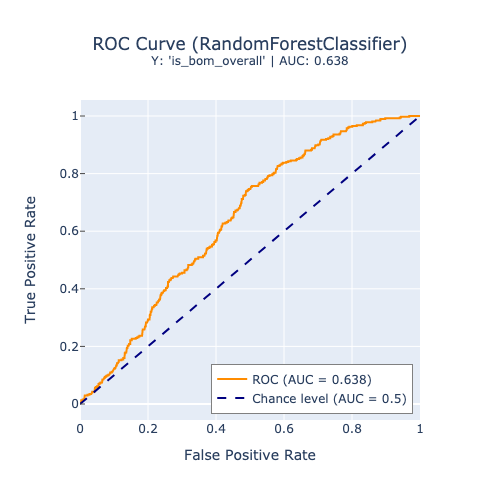 ROC Curve (RandomForestClassifier)
Y: 'is_bom_overall' | AUC: 0.638
True Positive Rate
1
0.8
0.6
0.4
0.2
0
ROC (AUC = 0.638)
Chance level (AUC = 0.5)
0
0.2
0.4
0.6
0.8
1
False Positive Rate